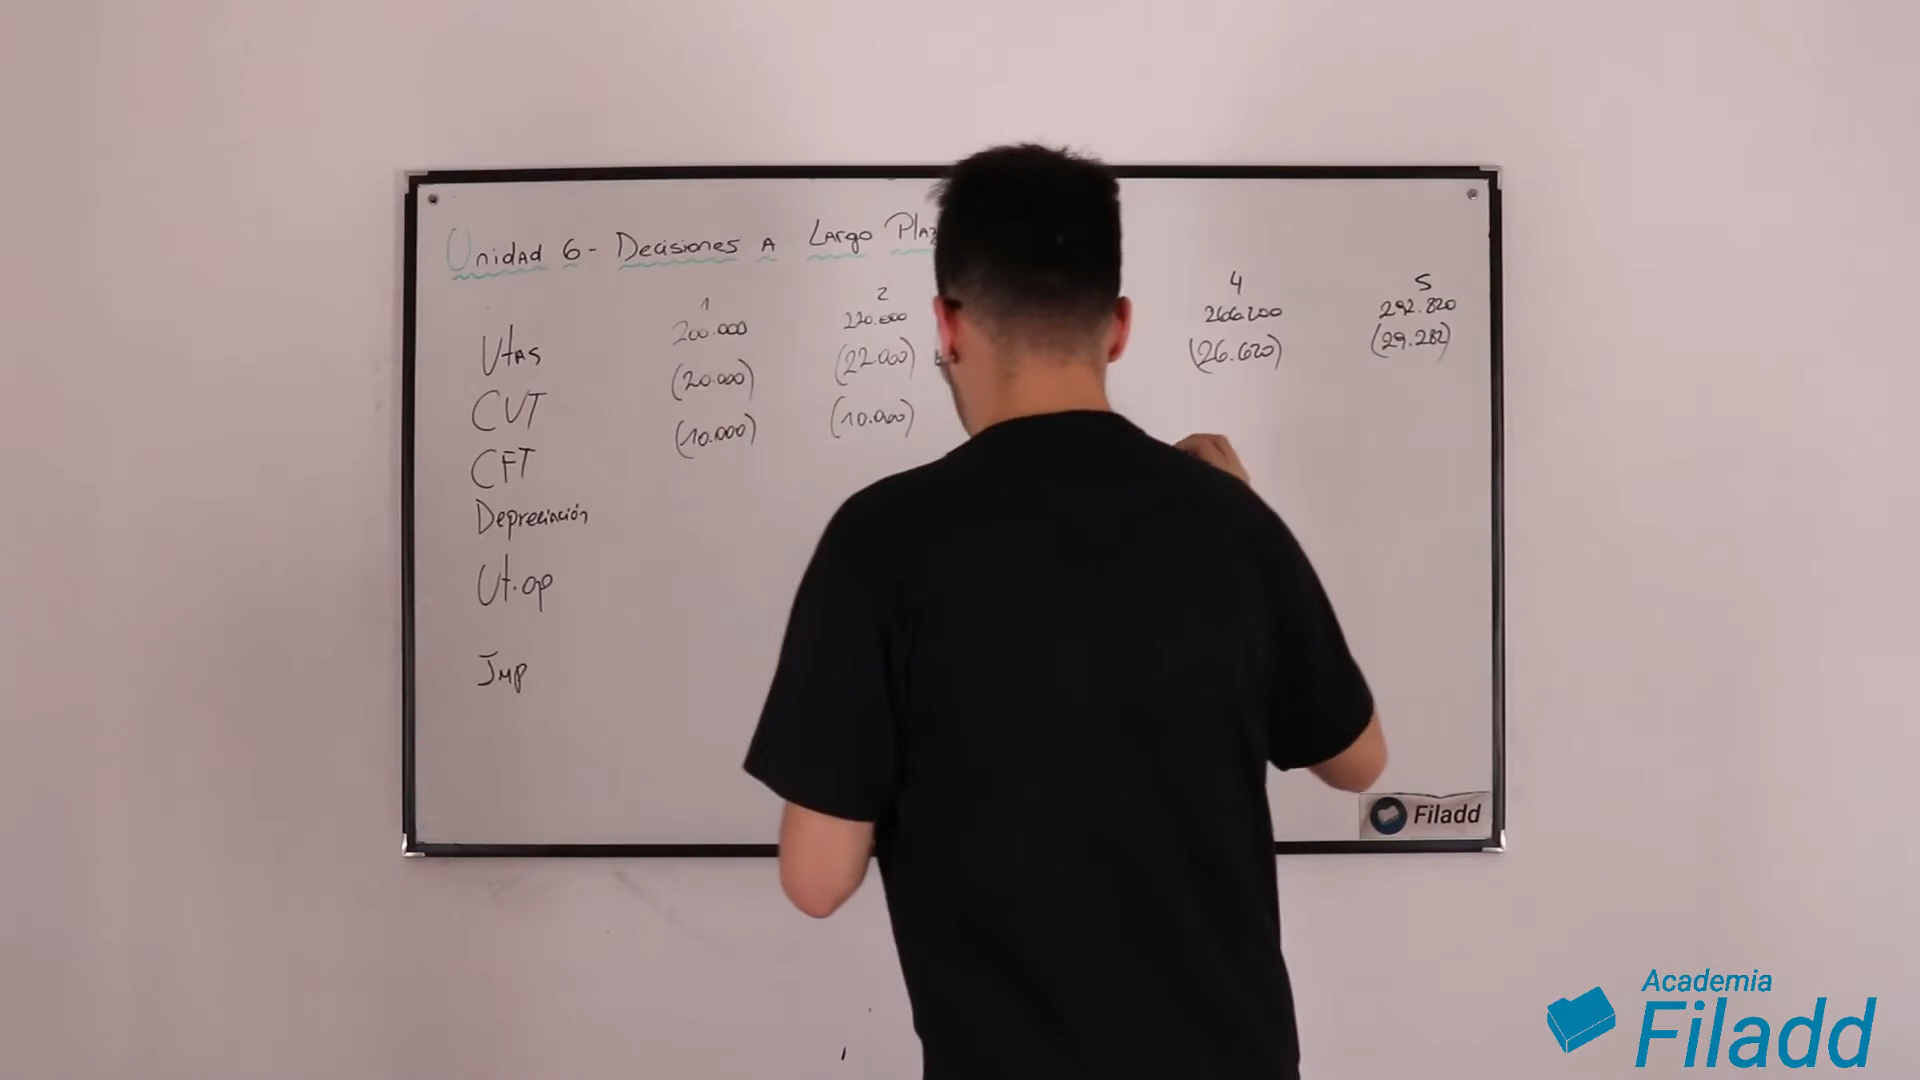 Unidad 6 - Decisiones A Largo Plaz
1 2 4 5
Vtas 200.000 220.000 266.200 292.820
CVT (20.000) (22.000) (26.620) (29.282)
CFT (10.000) (10.000)
Depreciación
Ut.op
Imp
Filadd
Academia
Filadd